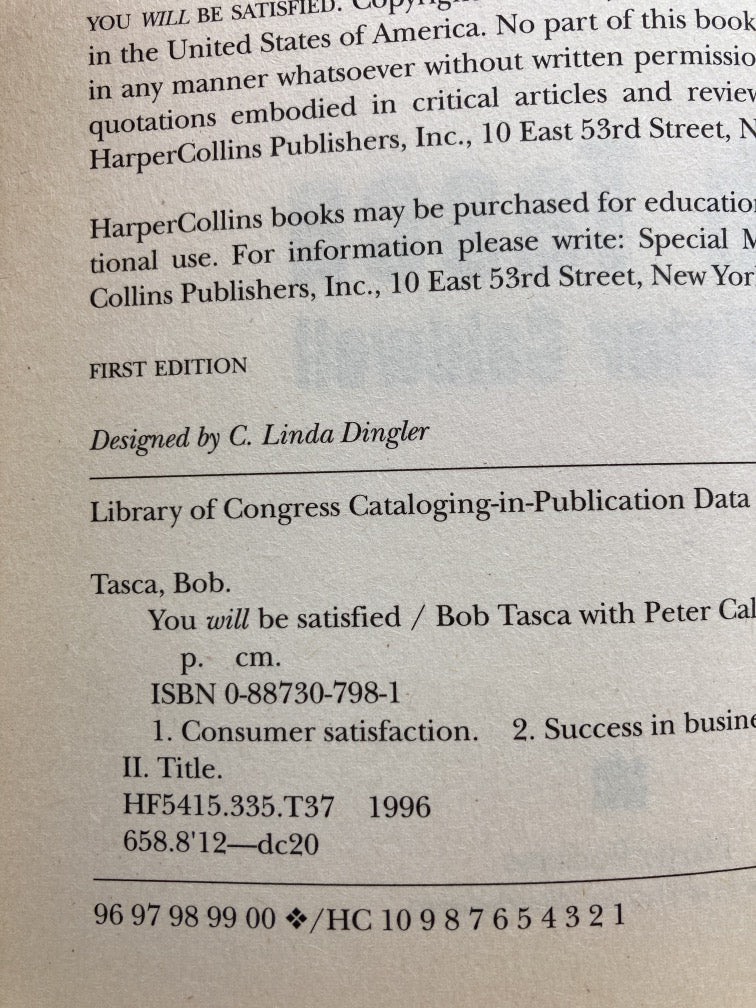 YOU WILL BE SATISFIED.
in the United States of America. No part of this book
in any manner whatsoever without written
quotations embodied in critical articles and
HarperCollins Publishers, Inc., 10 East 53rd Street,
HarperCollins books may be purchased for
tional use. For information please write: Special
Collins Publishers, Inc., 10 East 53rd Street, New
FIRST EDITION
Designed by C. Linda Dingler
Library of Congress Cataloging-in-Publication Data
Tasca, Bob.
You will be satisfied / Bob Tasca with Peter
p. cm.
ISBN 0-88730-798-1
1. Consumer satisfaction. 2. Success in
II. Title.
HF5415.335.T37 1996
658.8'12—dc20
96 97 98 99 00 ❖/HC 10 9 8 7 6 5 4 3 2 1